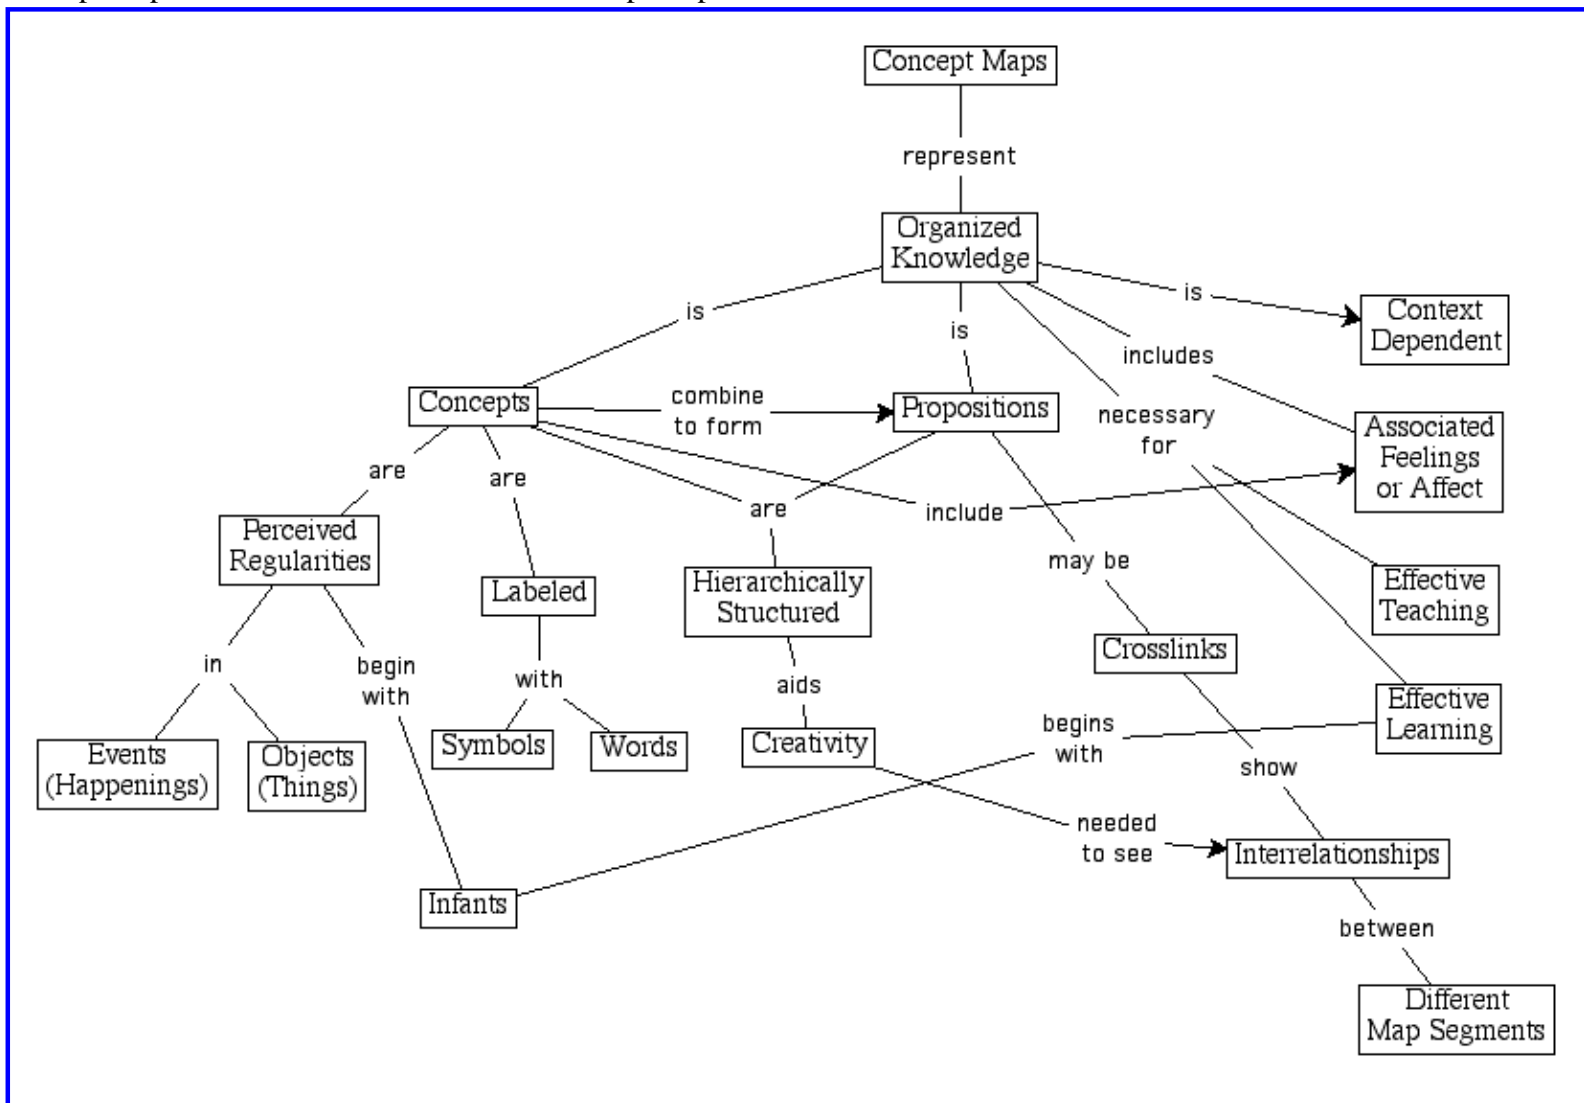 Concept Maps
represent
Organized
Knowledge
is
is
is
Context
Dependent
includes
combine
to form
Concepts
Propositions
necessary
for
Associated
Feelings
or Affect
are
are
are
include
may be
Perceived
Regularities
Labeled
Hierarchically
Structured
Effective
Teaching
Crosslinks
in
begin
with
with
aids
begins
with
Effective
Learning
Events
(Happenings)
Objects
(Things)
Symbols
Words
Creativity
show
needed
to see
Interrelationships
Infants
between
Different
Map Segments